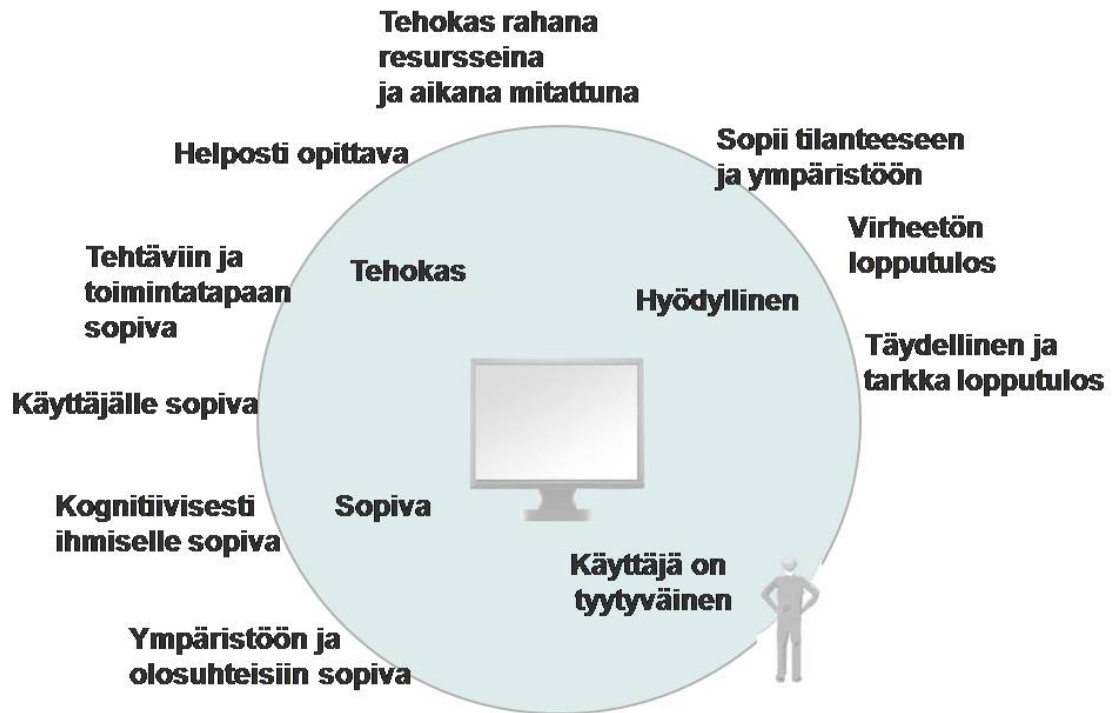 Tehokas rahana
resursseina
ja aikana mitattuna
Helposti opittava
Sopii tilanteeseen
ja ympäristöön
Virheetön
lopputulos
Tehtäviin ja
toimintatapaan
sopiva
Tehokas
Hyödyllinen
Täydellinen ja
tarkka lopputulos
Käyttäjälle sopiva
Kognitiivisesti
ihmiselle sopiva
Sopiva
Käyttäjä on
tyytyväinen
Ympäristöön ja
olosuhteisiin sopiva